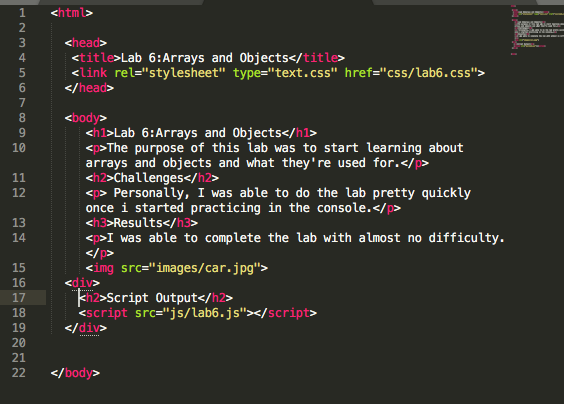 1 <html>
2
3 <head>
4 <title>Lab 6:Arrays and Objects</title>
5 <link rel="stylesheet" type="text.css" href="css/lab6.css">
6 </head>
7
8 <body>
9 <h1>Lab 6:Arrays and Objects</h1>
10 <p>The purpose of this lab was to start learning about
arrays and objects and what they're used for.</p>
11 <h2>Challenges</h2>
12 <p> Personally, I was able to do the lab pretty quickly
once i started practicing in the console.</p>
13 <h3>Results</h3>
14 <p>I was able to complete the lab with almost no difficulty.
</p>
15 <img src="images/car.jpg">
16 <div>
17 <h2>Script Output</h2>
18 <script src="js/lab6.js"></script>
19 </div>
20
21
22 </body>